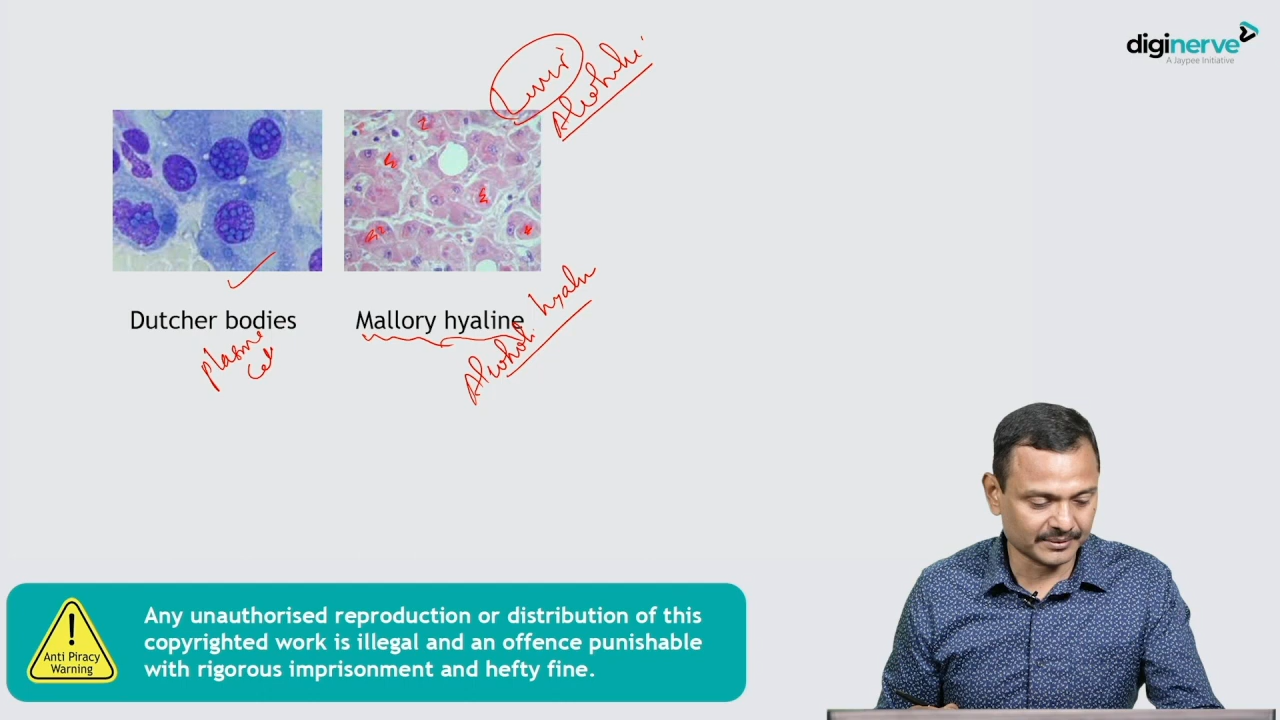 diginerve
A Jaypee Initiative
Liver
Alcoholic
Dutcher bodies
Mallory hyaline
plasma
cell
Alcoholic hyalin
Anti Piracy
Warning
Any unauthorised reproduction or distribution of this
copyrighted work is illegal and an offence punishable
with rigorous imprisonment and hefty fine.